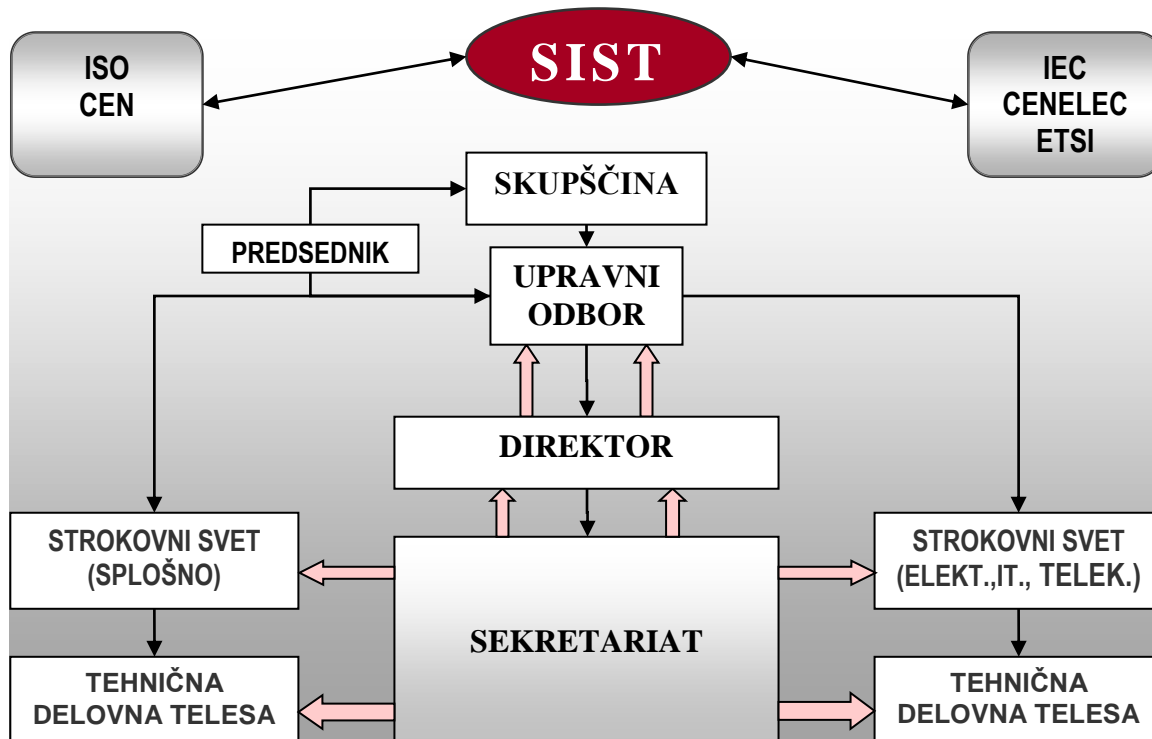 ISO
CEN
SIST
IEC
CENELEC
ETSI
SKUPŠČINA
PREDSEDNIK
UPRAVNI
ODBOR
DIREKTOR
STROKOVNI SVET
(SPLOŠNO)
STROKOVNI SVET
(ELEKT.,IT., TELEK.)
SEKRETARIAT
TEHNIČNA
DELOVNA TELESA
TEHNIČNA
DELOVNA TELESA